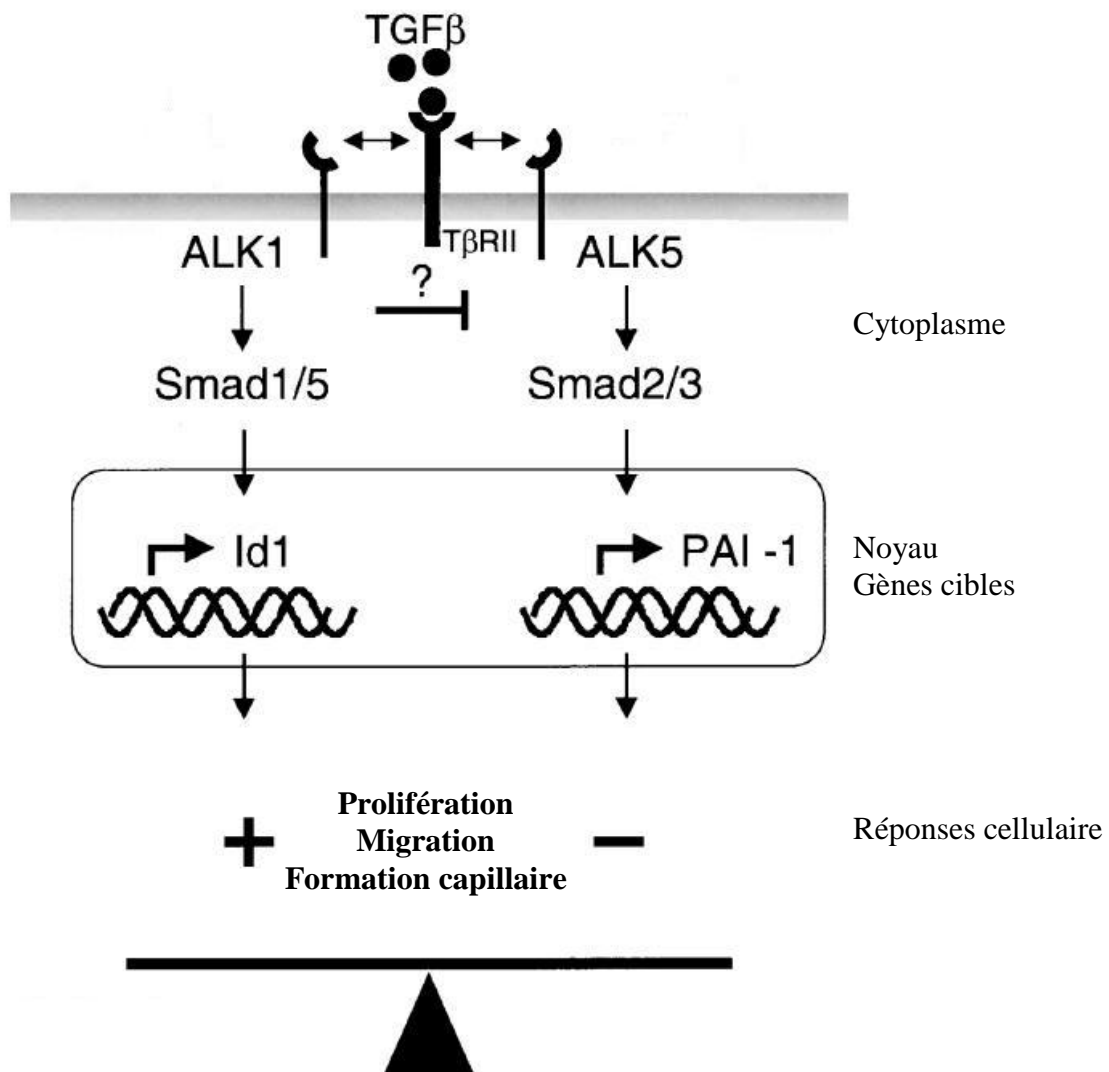 TGFβ
TβRII
ALK1
ALK5
?
Cytoplasme
Smad1/5
Smad2/3
Id1
PAI -1
Noyau
Gènes cibles
+
Prolifération
Migration
Formation capillaire
−
Réponses cellulaire